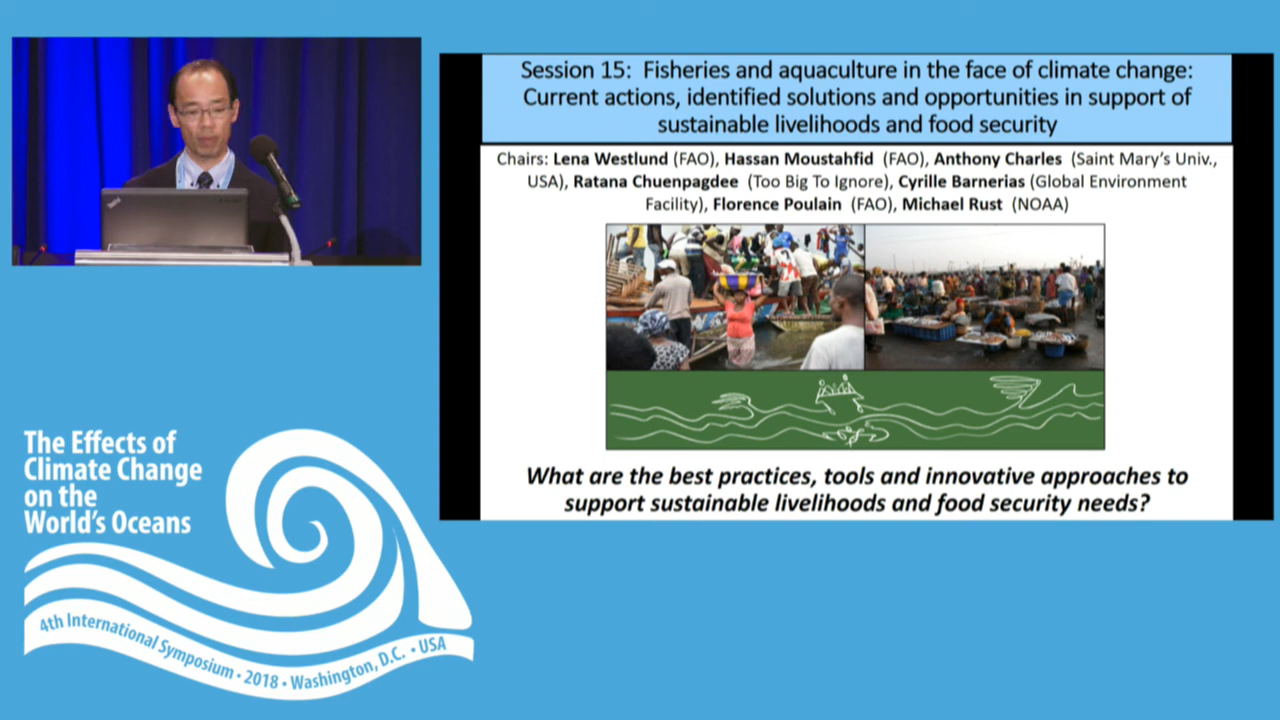 Session 15: Fisheries and aquaculture in the face of climate change:
Current actions, identified solutions and opportunities in support of
sustainable livelihoods and food security
Chairs: Lena Westlund (FAO), Hassan Moustahfid (FAO), Anthony Charles (Saint Mary's Univ.,
USA), Ratana Chuenpagdee (Too Big To Ignore), Cyrille Barnerias (Global Environment
Facility), Florence Poulain (FAO), Michael Rust (NOAA)
What are the best practices, tools and innovative approaches to
support sustainable livelihoods and food security needs?
The Effects of
Climate Change
on the
World's Oceans
4th International Symposium • 2018 • Washington, D.C. • USA